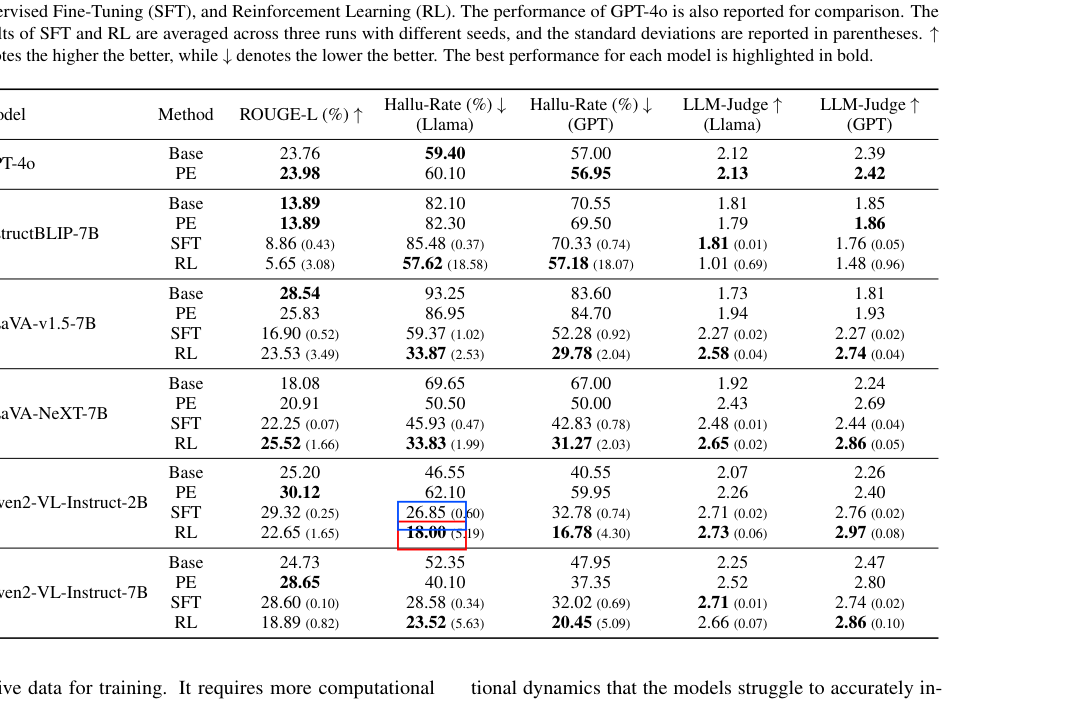 ervised Fine-Tuning (SFT), and Reinforcement Learning (RL). The performance of GPT-4o is also reported for comparison. The
lts of SFT and RL are averaged across three runs with different seeds, and the standard deviations are reported in parentheses. ↑
otes the higher the better, while ↓ denotes the lower the better. The best performance for each model is highlighted in bold.
odel Method ROUGE-L (%) ↑ Hallu-Rate (%) ↓ (Llama) Hallu-Rate (%) ↓ (GPT) LLM-Judge ↑ (Llama) LLM-Judge ↑ (GPT)
PT-4o
Base 23.76 59.40 57.00 2.12 2.39
PE 23.98 60.10 56.95 2.13 2.42
tructBLIP-7B
Base 13.89 82.10 70.55 1.81 1.85
PE 13.89 82.30 69.50 1.79 1.86
SFT 8.86 (0.43) 85.48 (0.37) 70.33 (0.74) 1.81 (0.01) 1.76 (0.05)
RL 5.65 (3.08) 57.62 (18.58) 57.18 (18.07) 1.01 (0.69) 1.48 (0.96)
aVA-v1.5-7B
Base 28.54 93.25 83.60 1.73 1.81
PE 25.83 86.95 84.70 1.94 1.93
SFT 16.90 (0.52) 59.37 (1.02) 52.28 (0.92) 2.27 (0.02) 2.27 (0.02)
RL 23.53 (3.49) 33.87 (2.53) 29.78 (2.04) 2.58 (0.04) 2.74 (0.04)
aVA-NeXT-7B
Base 18.08 69.65 67.00 1.92 2.24
PE 20.91 50.50 50.00 2.43 2.69
SFT 22.25 (0.07) 45.93 (0.47) 42.83 (0.78) 2.48 (0.01) 2.44 (0.04)
RL 25.52 (1.66) 33.83 (1.99) 31.27 (2.03) 2.65 (0.02) 2.86 (0.05)
wen2-VL-Instruct-2B
Base 25.20 46.55 40.55 2.07 2.26
PE 30.12 62.10 59.95 2.26 2.40
SFT 29.32 (0.25) 26.85 (0.60) 32.78 (0.74) 2.71 (0.02) 2.76 (0.02)
RL 22.65 (1.65) 18.00 (5.19) 16.78 (4.30) 2.73 (0.06) 2.97 (0.08)
wen2-VL-Instruct-7B
Base 24.73 52.35 47.95 2.25 2.47
PE 28.65 40.10 37.35 2.52 2.80
SFT 28.60 (0.10) 28.58 (0.34) 32.02 (0.69) 2.71 (0.01) 2.74 (0.02)
RL 18.89 (0.82) 23.52 (5.63) 20.45 (5.09) 2.66 (0.07) 2.86 (0.10)
ive data for training. It requires more computational
tional dynamics that the models struggle to accurately in-